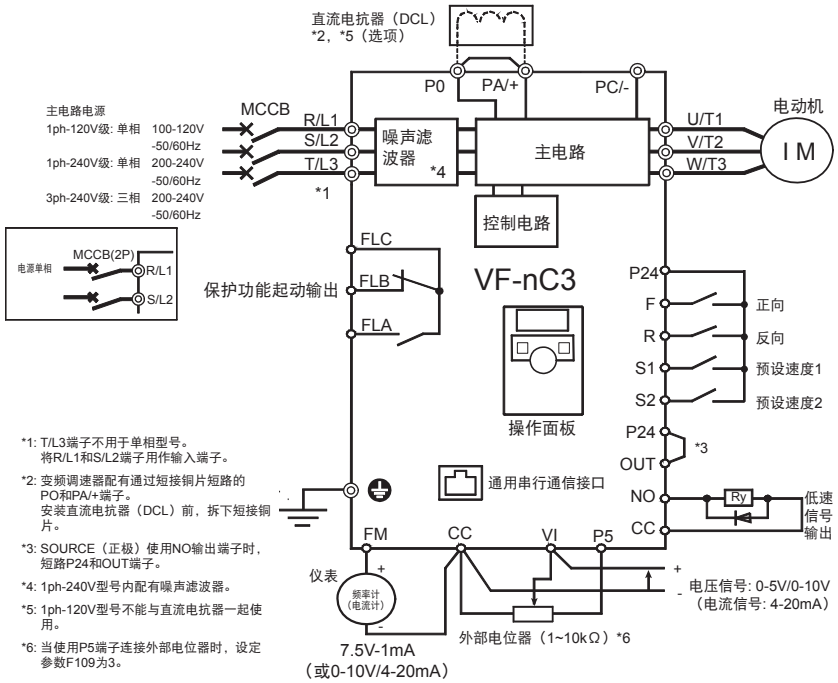 直流电抗器（DCL）
*2，*5（选项）
P0
PA/+
PC/-
主电路电源
1ph-120V级: 单相 100-120V
-50/60Hz
1ph-240V级: 单相 200-240V
-50/60Hz
3ph-240V级: 三相 200-240V
-50/60Hz
MCCB
R/L1
S/L2
T/L3
*1
噪声滤
波器
*4
主电路
控制电路
U/T1
V/T2
W/T3
电动机
I M
电源单相
MCCB(2P)
R/L1
S/L2
保护功能起动输出
FLC
FLB
FLA
VF-nC3
操作面板
通用串行通信接口
P24
F
正向
R
反向
S1
预设速度1
S2
预设速度2
P24
*3
OUT
NO
Ry
CC
低速
信号
输出
*1: T/L3端子不用于单相型号。
将R/L1和S/L2端子用作输入端子。
*2: 变频调速器配有通过短接铜片短路的
PO和PA/+端子。
安装直流电抗器（DCL）前，拆下短接铜
片。
*3: SOURCE（正极）使用NO输出端子时，
短路P24和OUT端子。
*4: 1ph-240V型号内配有噪声滤波器。
*5: 1ph-120V型号不能与直流电抗器一起使
用。
*6: 当使用P5端子连接外部电位器时，设定
参数F109为3。
FM
CC
VI
P5
仪表
+
频率计
（电流计）
-
7.5V-1mA
（或0-10V/4-20mA）
外部电位器（1~10kΩ）*6
+
-
电压信号: 0-5V/0-10V
（电流信号: 4-20mA）